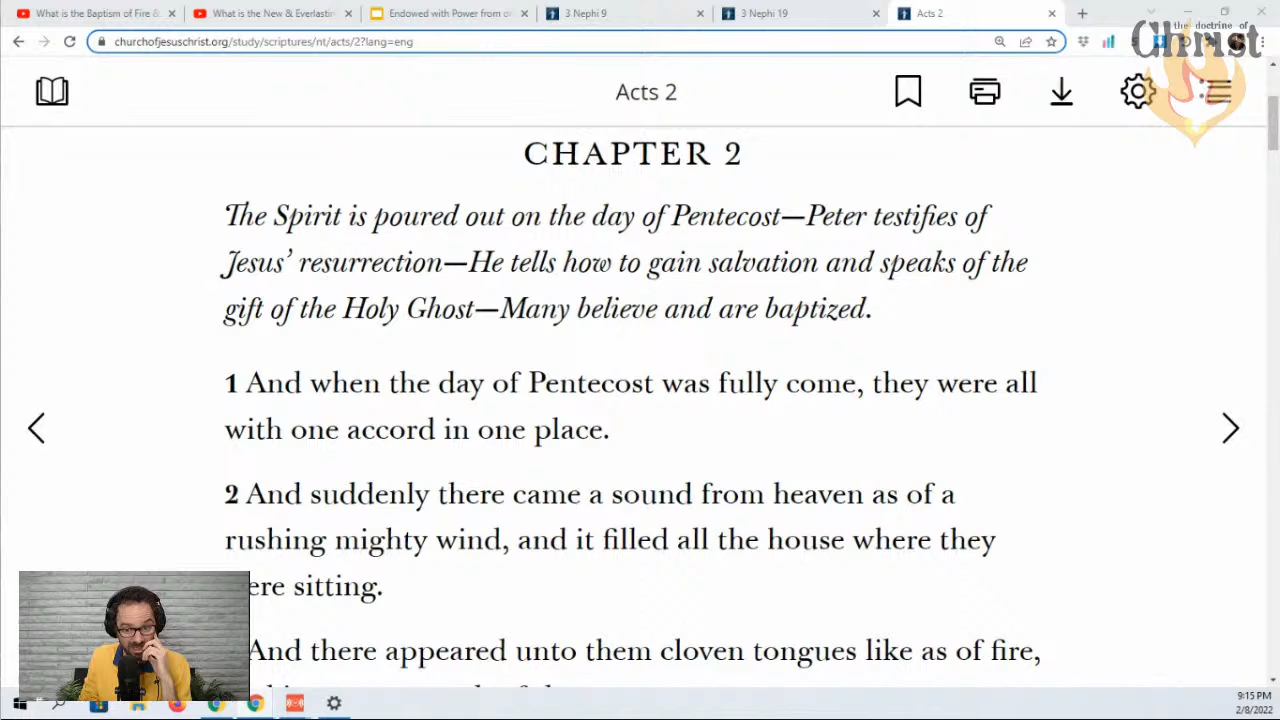 What is the Baptism of Fire &
What is the New & Everlastin
Endowed with Power from o
3 Nephi 9
3 Nephi 19
Acts 2
churchofjesuschrist.org/study/scriptures/nt/acts/2?lang=eng
the doctrine of
Christ
Acts 2
CHAPTER 2
The Spirit is poured out on the day of Pentecost—Peter testifies of
Jesus’ resurrection—He tells how to gain salvation and speaks of the
gift of the Holy Ghost—Many believe and are baptized.
1 And when the day of Pentecost was fully come, they were all
with one accord in one place.
2 And suddenly there came a sound from heaven as of a
rushing mighty wind, and it filled all the house where they
ere sitting.
And there appeared unto them cloven tongues like as of fire,
9:15 PM
2/8/2022